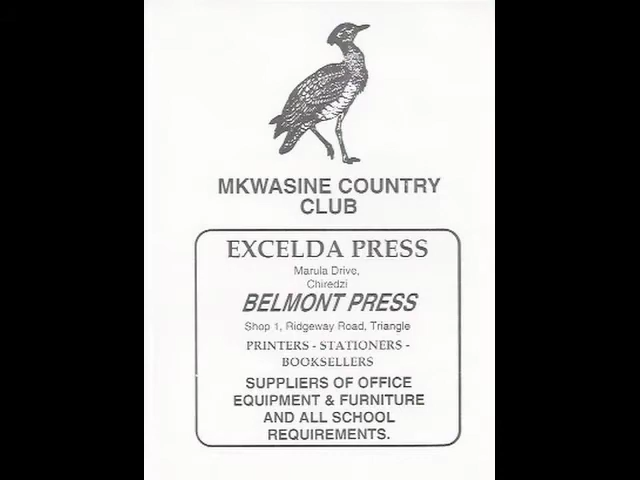 MKWASINE COUNTRY
CLUB
EXCELDA PRESS
Marula Drive,
Chiredzi
BELMONT PRESS
Shop 1, Ridgeway Road, Triangle
PRINTERS - STATIONERS -
BOOKSELLERS
SUPPLIERS OF OFFICE
EQUIPMENT & FURNITURE
AND ALL SCHOOL
REQUIREMENTS.